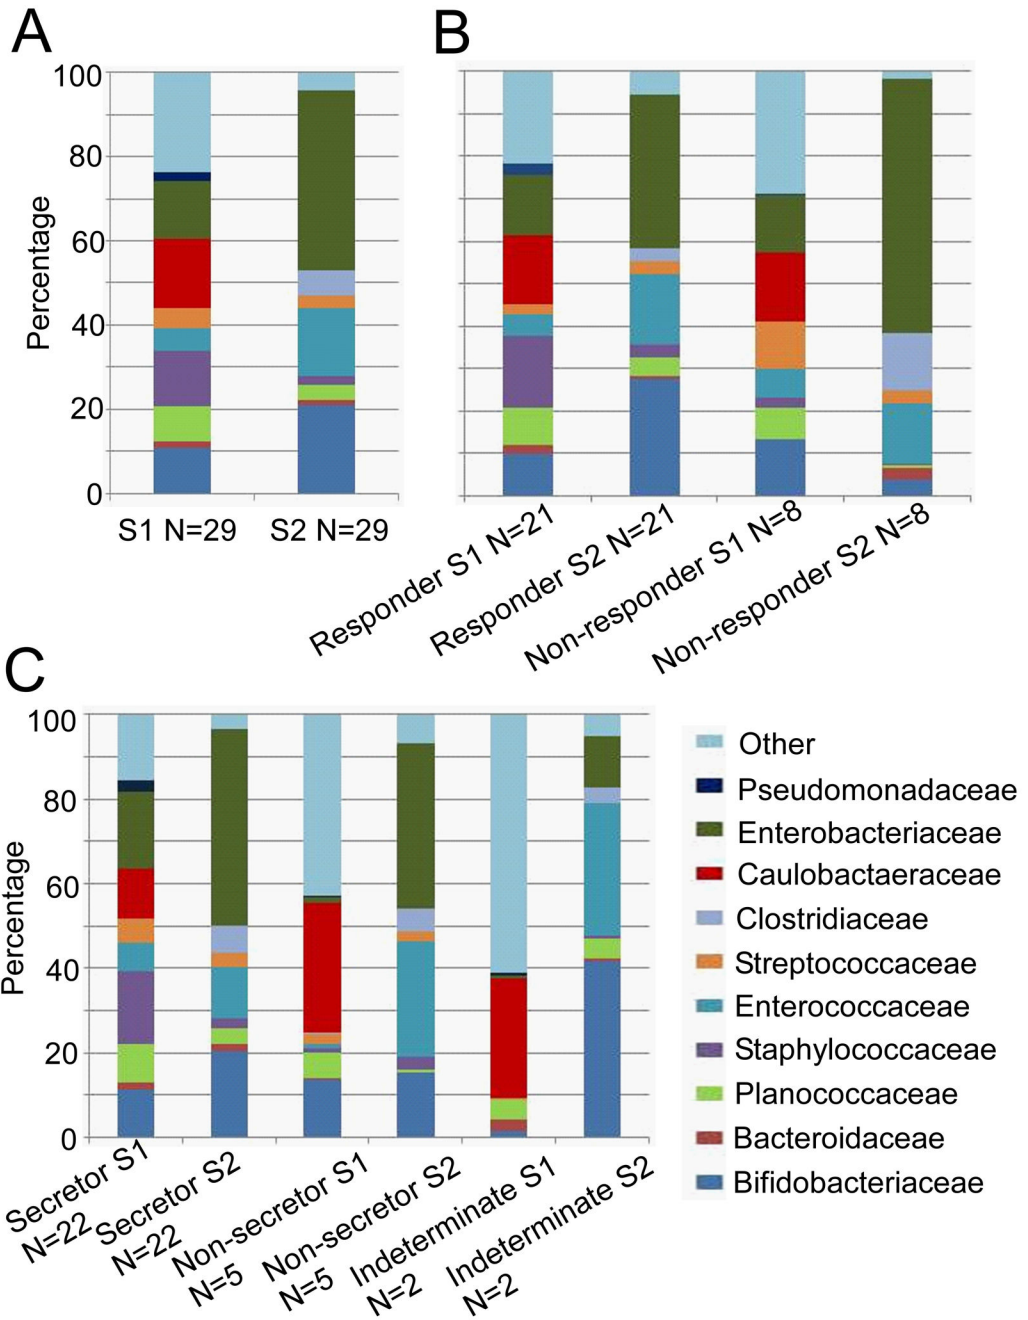 A
B
100
80
60
40
20
0
Percentage
S1 N=29
S2 N=29
Responder S1 N=21
Responder S2 N=21
Non-responder S1 N=8
Non-responder S2 N=8
C
100
80
60
40
20
0
Percentage
Secretor S1
N=22
Secretor S2
N=22
Non-secretor S1
N=5
Non-secretor S2
N=5
Indeterminate S1
N=2
Indeterminate S2
N=2
Other
Pseudomonadaceae
Enterobacteriaceae
Caulobactaeraceae
Clostridiaceae
Streptococcaceae
Enterococcaceae
Staphylococcaceae
Planococcaceae
Bacteroidaceae
Bifidobacteriaceae